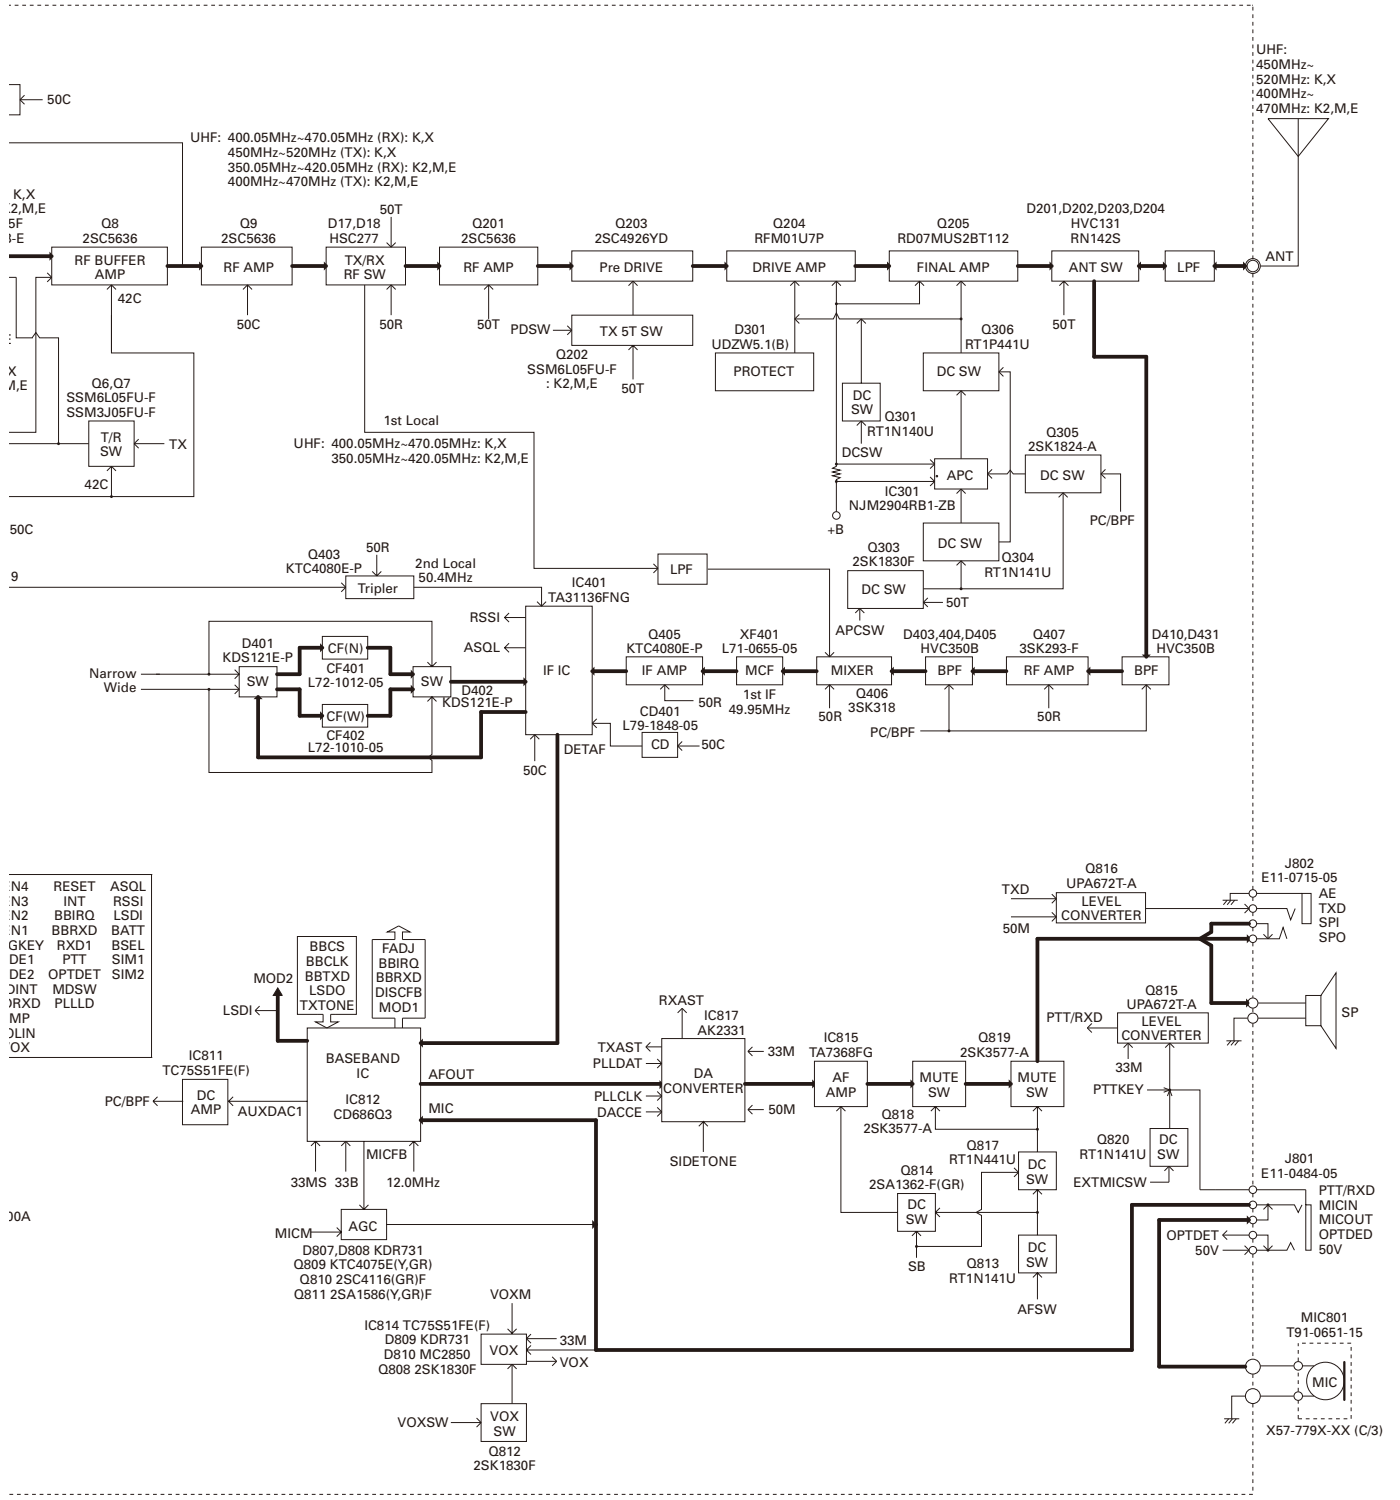 UHF:
450MHz~
520MHz: K,X
400MHz~
470MHz: K2,M,E
50C
UHF: 400.05MHz~470.05MHz (RX): K,X
450MHz~520MHz (TX): K,X
350.05MHz~420.05MHz (RX): K2,M,E
400MHz~470MHz (TX): K2,M,E
K,X
2,M,E
5F
-E
Q8
2SC5636
RF BUFFER
AMP
42C
Q9
2SC5636
RF AMP
50C
D17,D18
HSC277
50T
TX/RX
RF SW
50R
Q201
2SC5636
RF AMP
50T
Q203
2SC4926YD
Pre DRIVE
Q204
RFM01U7P
DRIVE AMP
Q205
RD07MUS2BT112
FINAL AMP
D201,D202,D203,D204
HVC131
RN142S
ANT SW
50T
LPF
ANT
PDSW
TX 5T SW
Q202
SSM6L05FU-F
: K2,M,E
50T
D301
UDZW5.1(B)
PROTECT
Q306
RT1P441U
DC SW
DC
SW
Q301
RT1N140U
DCSW
E
X
M,E
Q6,Q7
SSM6L05FU-F
SSM3J05FU-F
T/R
SW
TX
42C
1st Local
UHF: 400.05MHz~470.05MHz: K,X
350.05MHz~420.05MHz: K2,M,E
Q305
2SK1824-A
DC SW
APC
IC301
NJM2904RB1-ZB
PC/BPF
+B
50C
DC SW
Q304
RT1N141U
Q303
2SK1830F
DC SW
50T
APCSW
9
Q403
KTC4080E-P
50R
Tripler
2nd Local
50.4MHz
LPF
IC401
TA31136FNG
RSSI
ASQL
IF IC
50C
DETAF
Q405
KTC4080E-P
IF AMP
50R
XF401
L71-0655-05
MCF
1st IF
49.95MHz
MIXER
Q406
3SK318
50R
D403,404,D405
HVC350B
BPF
Q407
3SK293-F
RF AMP
50R
D410,D431
HVC350B
BPF
PC/BPF
Narrow
Wide
D401
KDS121E-P
SW
CF(N)
CF401
L72-1012-05
CF(W)
CF402
L72-1010-05
SW
D402
KDS121E-P
CD401
L79-1848-05
CD
50C
N4 RESET ASQL
N3 INT RSSI
N2 BBIRQ LSDI
N1 BBRXD BATT
GKEY RXD1 BSEL
DE1 PTT SIM1
DE2 OPTDET SIM2
INT MDSW
RXD PLLLD
MP
LIN
OX
BBCS
BBCLK
BBTXD
LSDO
TXTONE
FADJ
BBIRQ
BBRXD
DISCFB
MOD1
MOD2
LSDI
BASEBAND
IC
IC812
CD686Q3
AFOUT
MIC
IC811
TC75S51FE(F)
DC
AMP
PC/BPF
AUXDAC1
33MS
33B
MICFB
12.0MHz
MICM
AGC
D807,D808 KDR731
Q809 KTC4075E(Y,GR)
Q810 2SC4116(GR)F
Q811 2SA1586(Y,GR)F
00A
RXAST
IC817
AK2331
TXAST
PLLDAT
PLLCLK
DACCE
DA
CONVERTER
33M
50M
SIDETONE
IC815
TA7368FG
AF
AMP
MUTE
SW
Q818
2SK3577-A
Q819
2SK3577-A
MUTE
SW
Q817
RT1N441U
DC
SW
Q814
2SA1362-F(GR)
DC
SW
SB
Q813
RT1N141U
DC
SW
AFSW
Q816
UPA672T-A
TXD
LEVEL
CONVERTER
50M
J802
E11-0715-05
AE
TXD
SPI
SPO
SP
Q815
UPA672T-A
PTT/RXD
LEVEL
CONVERTER
33M
PTTKEY
Q820
RT1N141U
DC
SW
EXTMICSW
J801
E11-0484-05
PTT/RXD
MICIN
MICOUT
OPTDED
50V
OPTDET
50V
VOXM
IC814 TC75S51FE(F)
D809 KDR731
D810 MC2850
Q808 2SK1830F
VOX
33M
VOX
VOXSW
VOX
SW
Q812
2SK1830F
MIC801
T91-0651-15
MIC
X57-779X-XX (C/3)